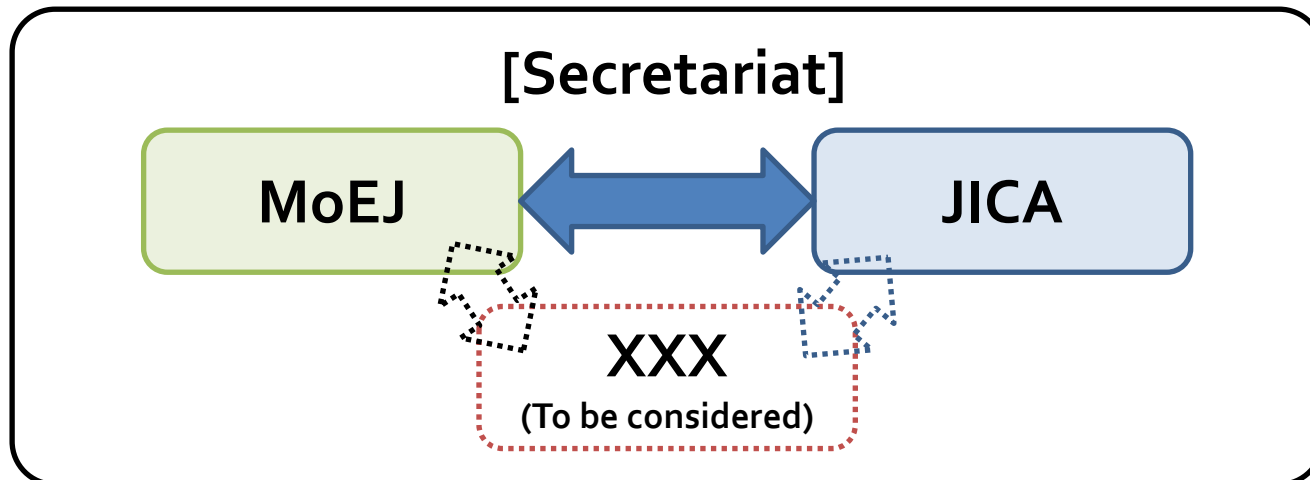 [Secretariat]
MoEJ
JICA
XXX
(To be considered)